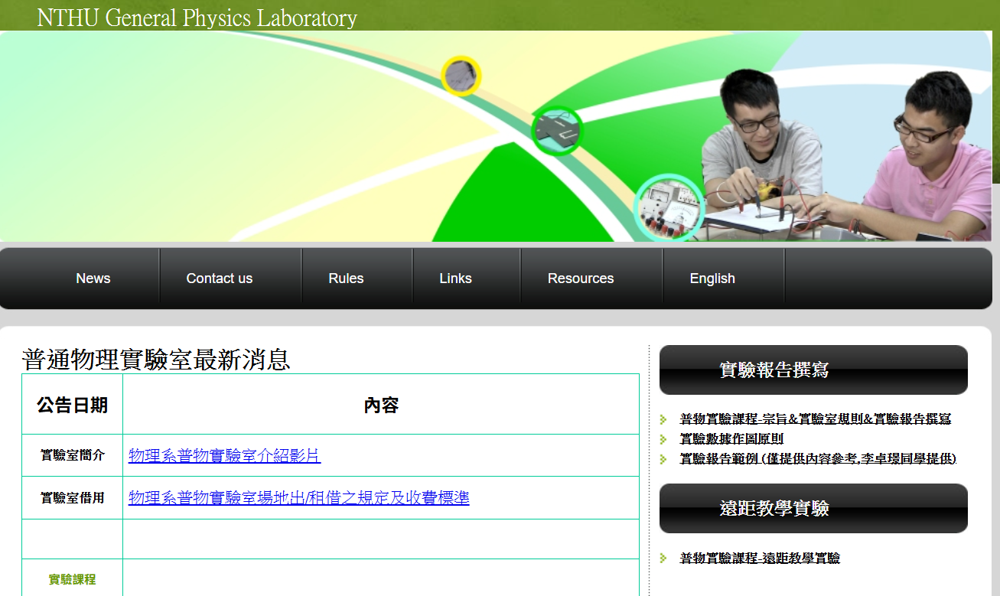 NTHU General Physics Laboratory
News
Contact us
Rules
Links
Resources
English
普通物理實驗室最新消息
公告日期
內容
實驗室簡介
物理系普物實驗室介紹影片
實驗室借用
物理系普物實驗室場地出/租借之規定及收費標準
實驗課程
實驗報告撰寫
普物實驗課程-宗旨&實驗室規則&實驗報告撰寫
實驗數據作圖原則
實驗報告範例 (僅提供內容參考,李卓璟同學提供)
遠距教學實驗
普物實驗課程-遠距教學實驗